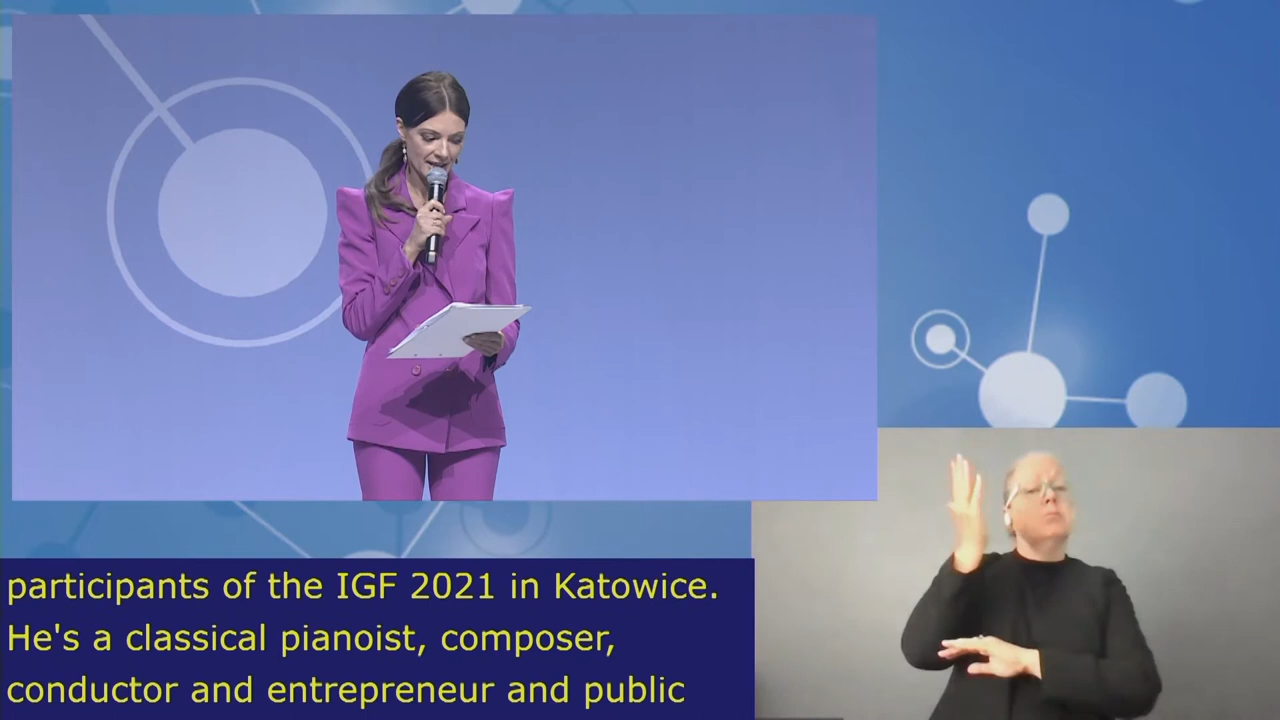 participants of the IGF 2021 in Katowice.
He's a classical pianoist, composer,
conductor and entrepreneur and public